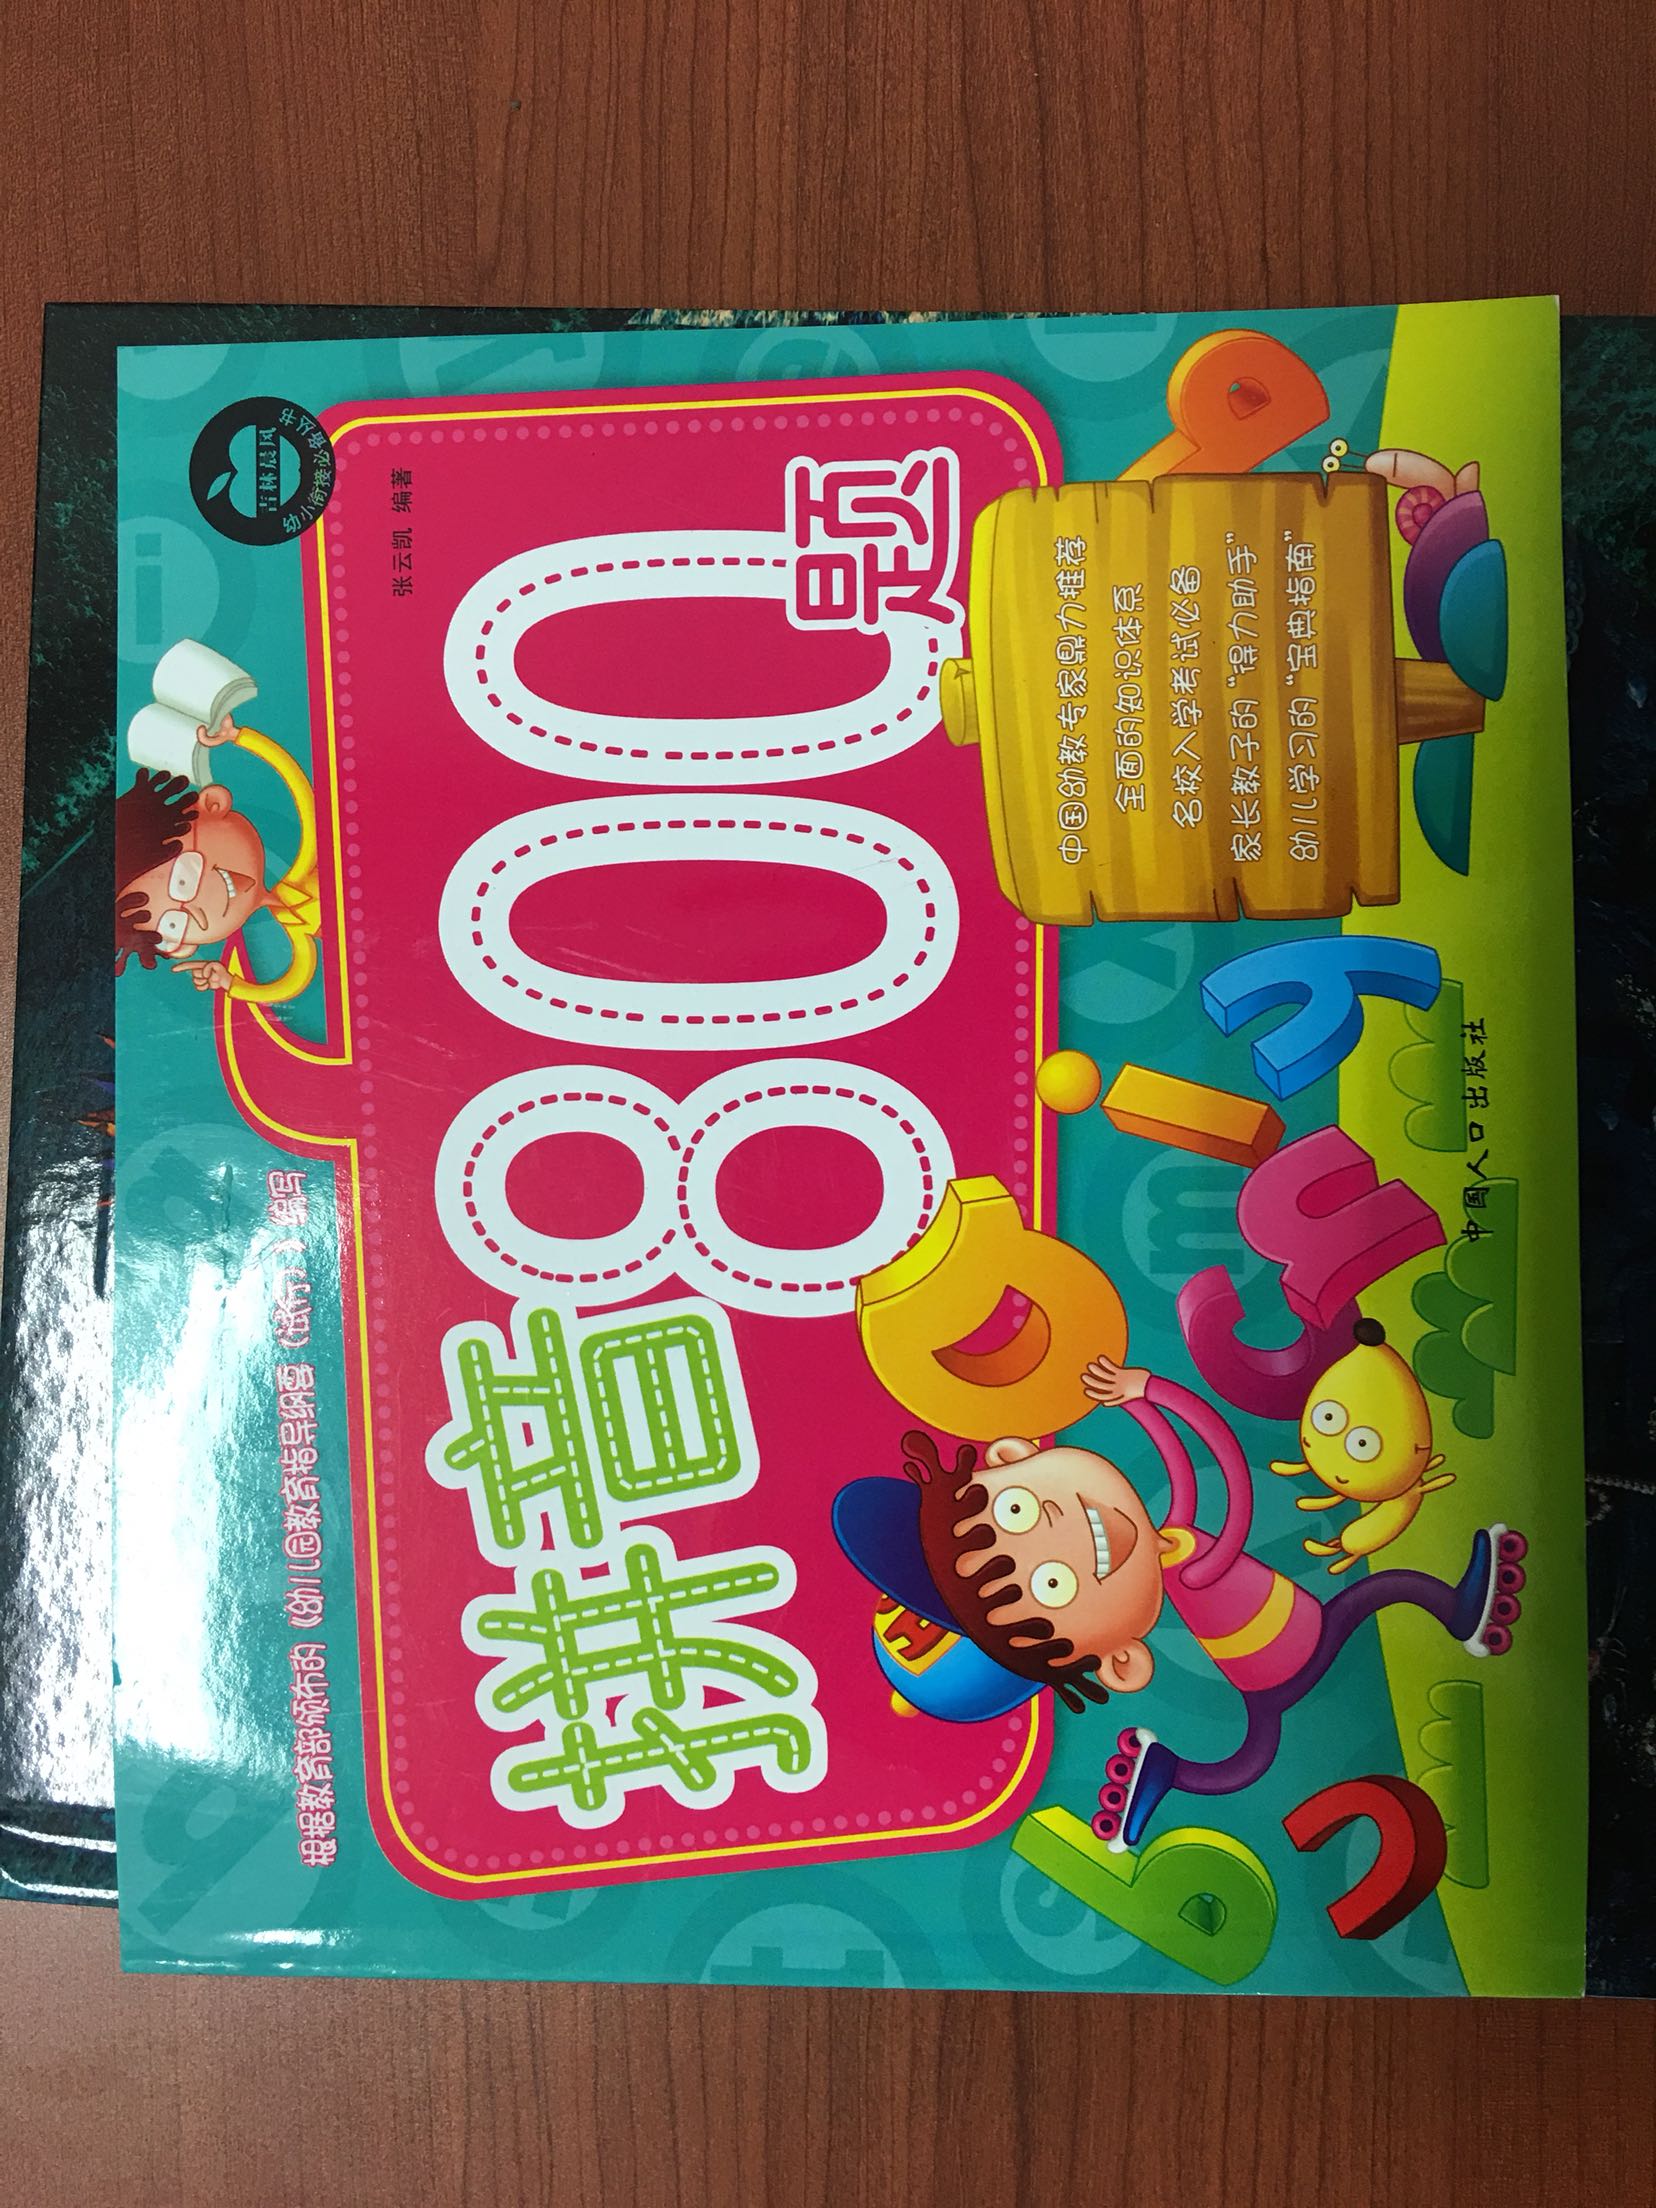 根据教育部颁布的《幼儿园教育指导纲要（试行）》编写
吉林晨风
幼小衔接必备丛书
张云凯 编著
拼音800题
中国幼教专家鼎力推荐
全面的知识体系
名校入学考试必备
家长教子的“得力助手”
幼儿学习的“宝典指南”
中国人口出版社